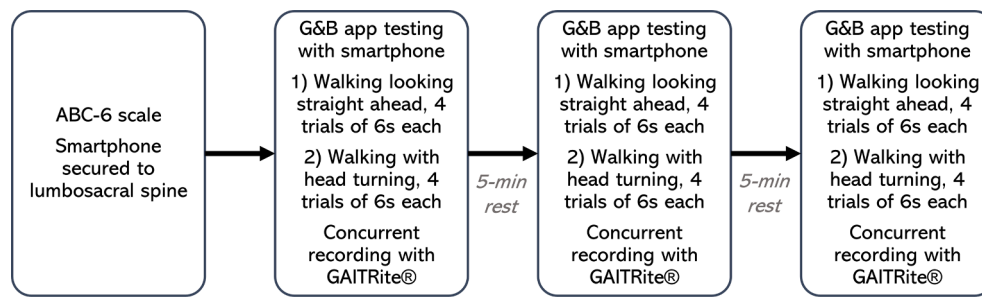 ABC-6 scale
Smartphone
secured to
lumbosacral spine
G&B app testing
with smartphone
1) Walking looking
straight ahead, 4
trials of 6s each
2) Walking with
head turning, 4
trials of 6s each
Concurrent
recording with
GAITRite®
5-min
rest
G&B app testing
with smartphone
1) Walking looking
straight ahead, 4
trials of 6s each
2) Walking with
head turning, 4
trials of 6s each
Concurrent
recording with
GAITRite®
5-min
rest
G&B app testing
with smartphone
1) Walking looking
straight ahead, 4
trials of 6s each
2) Walking with
head turning, 4
trials of 6s each
Concurrent
recording with
GAITRite®